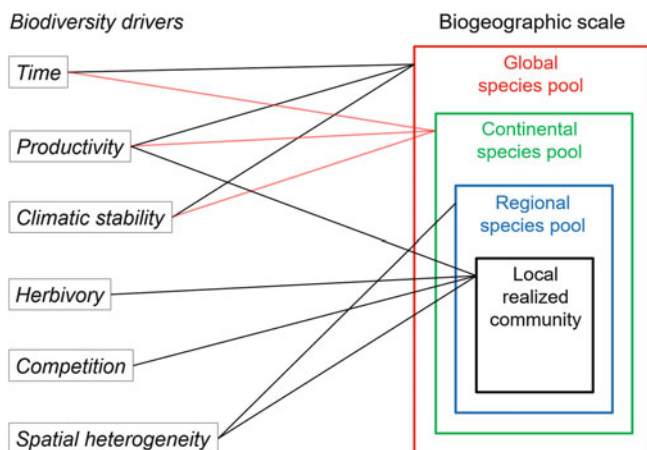 Biodiversity drivers
Biogeographic scale
Time
Productivity
Climatic stability
Herbivory
Competition
Spatial heterogeneity
Global
species pool
Continental
species pool
Regional
species pool
Local
realized
community